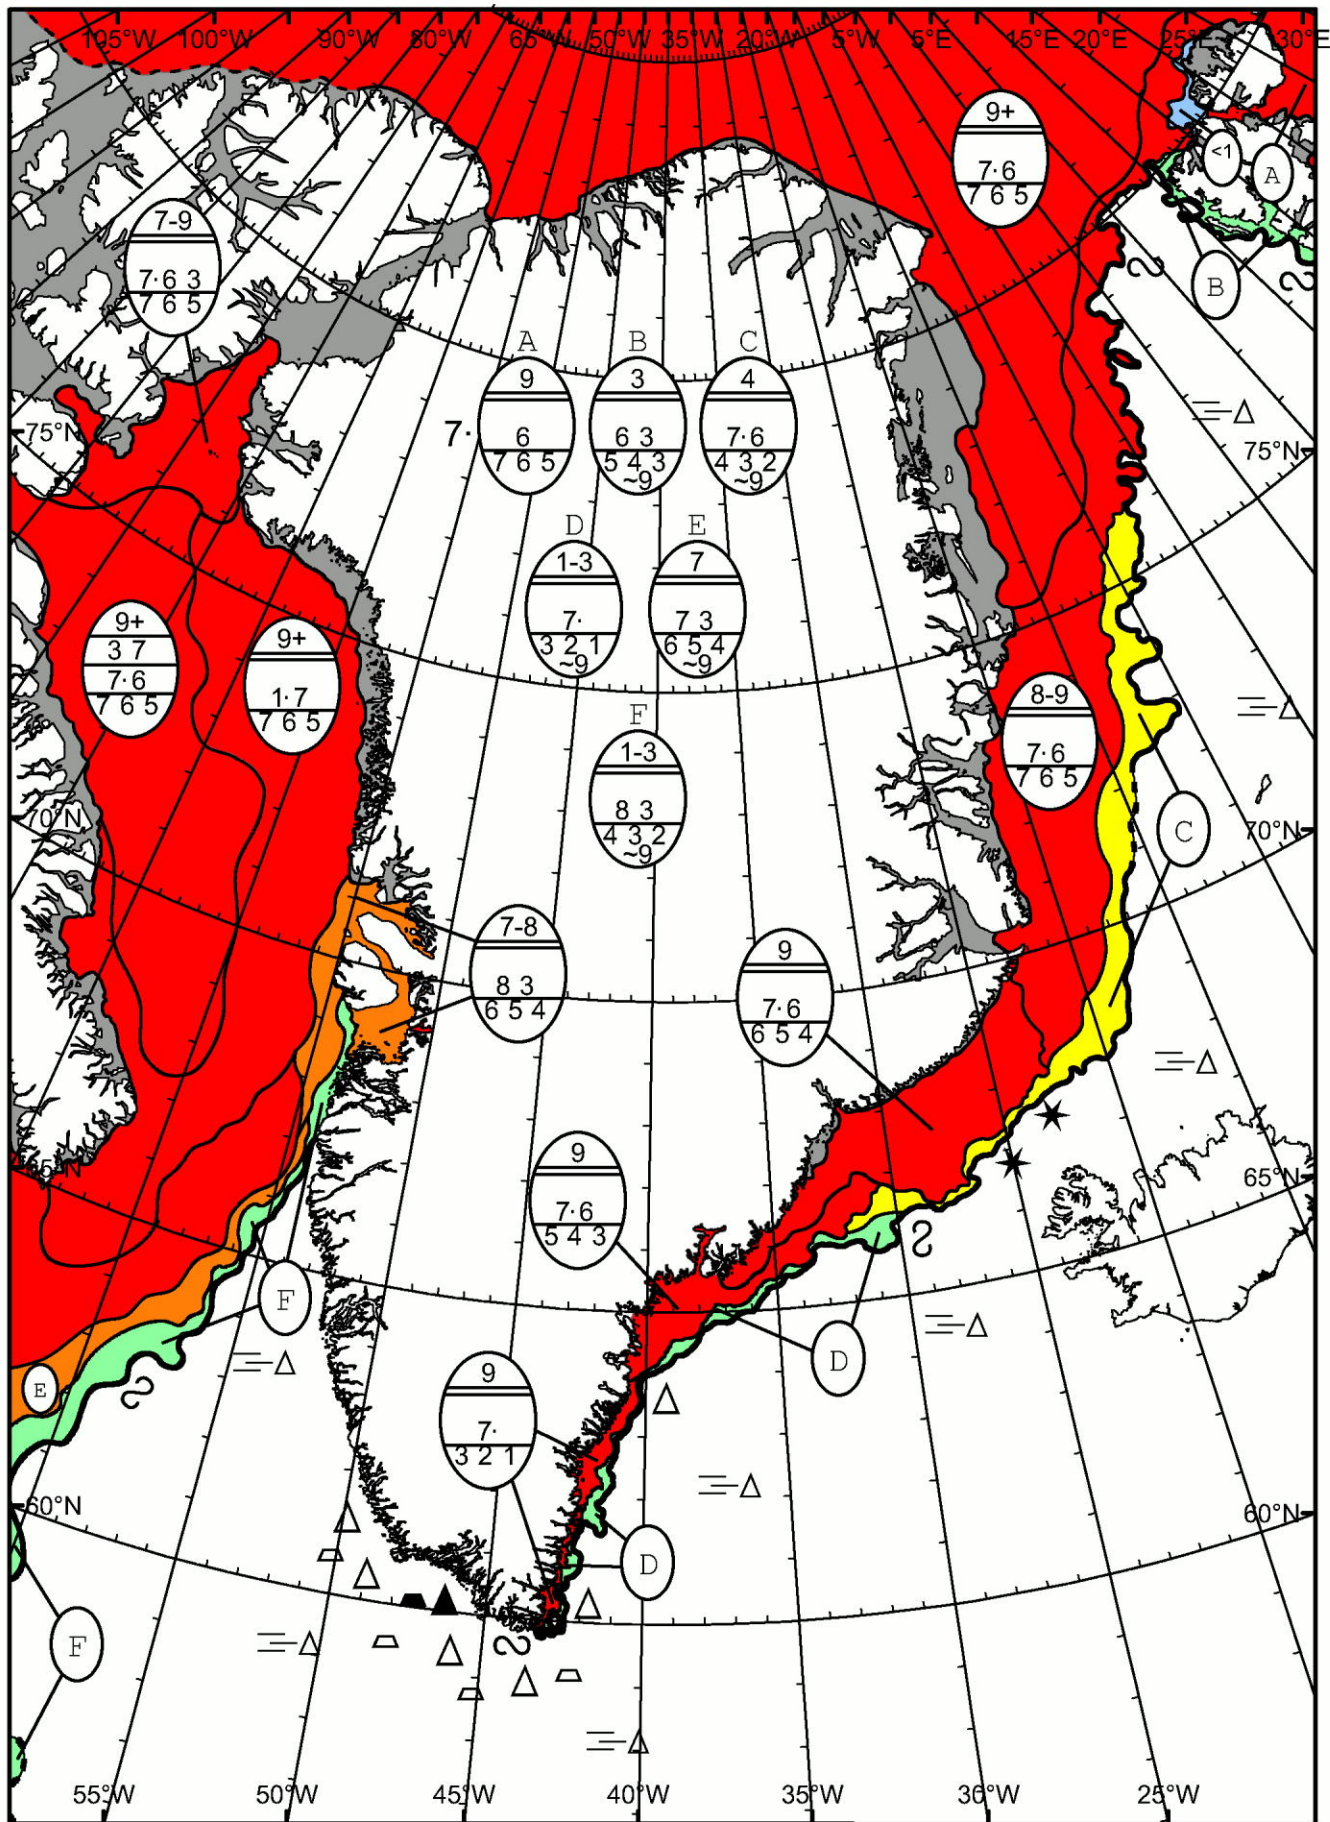 105°W 100°W 90°W 80°W 65°W 50°W 35°W 20°W 5°W 5°E 15°E 20°E 25°E 30°E
9+
7·6
7 6 5
<1
A
B
7-9
7·6 3
7 6 5
A B C
9 3 4
7· 6 6 3 7·6
7 6 5 5 4 3 4 3 2
~9 ~9
75°N
75°N
D E
1-3 7
7· 7 3
3 2 1 6 5 4
~9 ~9
9+
3 7
7·6
7 6 5
9+
1·7
7 6 5
F
1-3
8 3
4 3 2
~9
8-9
7·6
7 6 5
C
70°N
70°N
7-8
8 3
6 5 4
9
7·6
6 5 4
65°N
65°N
9
7·6
5 4 3
F
D
E
9
7·
3 2 1
60°N
60°N
D
F
55°W 50°W 45°W 40°W 35°W 30°W 25°W